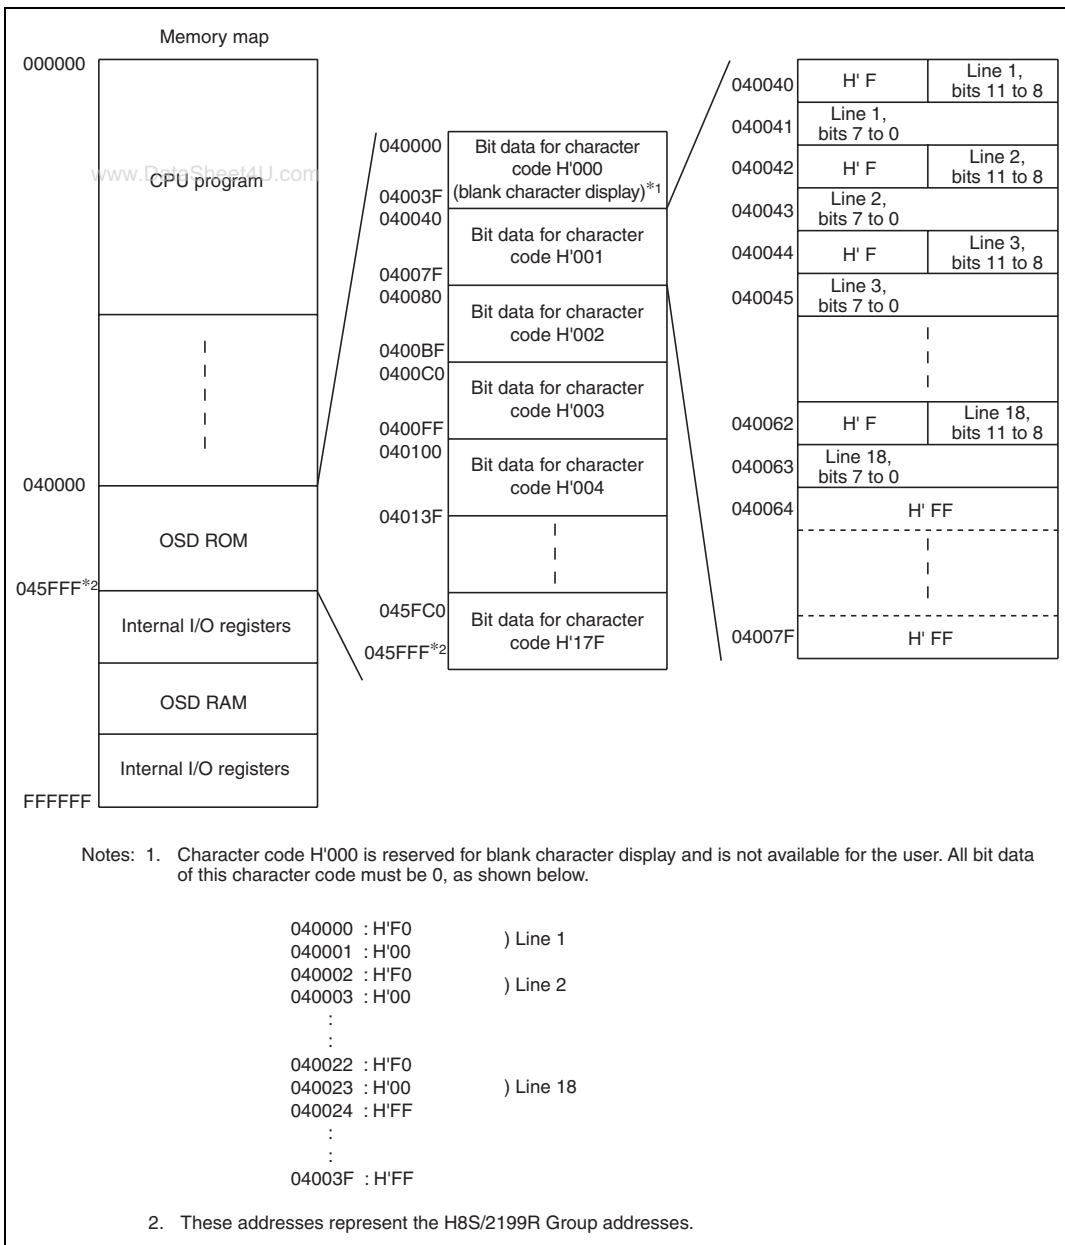 Memory map
000000
CPU program
www.DataSheet4U.com
040000
OSD ROM
045FFF*2
Internal I/O registers
OSD RAM
Internal I/O registers
FFFFFF
040000
Bit data for character
code H'000
(blank character display)*1
04003F
040040
Bit data for character
code H'001
04007F
040080
Bit data for character
code H'002
0400BF
0400C0
Bit data for character
code H'003
0400FF
040100
Bit data for character
code H'004
04013F
045FC0
Bit data for character
code H'17F
045FFF*2
040040
H' F
Line 1,
bits 11 to 8
040041
Line 1,
bits 7 to 0
040042
H' F
Line 2,
bits 11 to 8
040043
Line 2,
bits 7 to 0
040044
H' F
Line 3,
bits 11 to 8
040045
Line 3,
bits 7 to 0
040062
H' F
Line 18,
bits 11 to 8
040063
Line 18,
bits 7 to 0
040064
H' FF
04007F
H' FF
Notes: 1. Character code H'000 is reserved for blank character display and is not available for the user. All bit data
of this character code must be 0, as shown below.
040000 : H'F0
040001 : H'00
) Line 1
040002 : H'F0
040003 : H'00
) Line 2
:
:
040022 : H'F0
040023 : H'00
) Line 18
040024 : H'FF
:
:
04003F : H'FF
2. These addresses represent the H8S/2199R Group addresses.